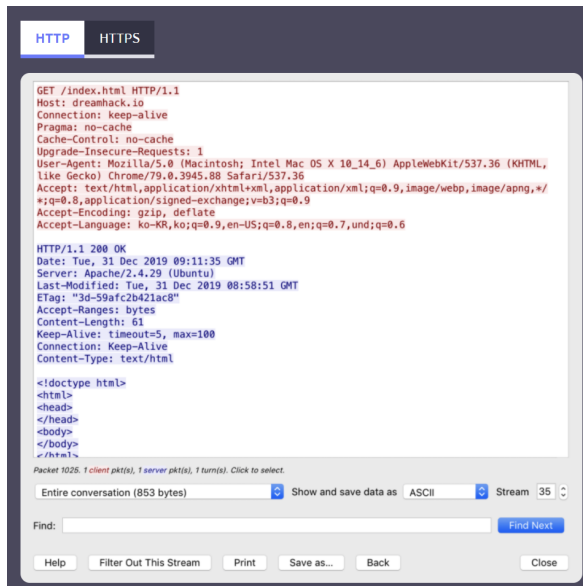 HTTP HTTPS
GET /index.html HTTP/1.1
Host: dreamhack.io
Connection: keep-alive
Pragma: no-cache
Cache-Control: no-cache
Upgrade-Insecure-Requests: 1
User-Agent: Mozilla/5.0 (Macintosh; Intel Mac OS X 10_14_6) AppleWebKit/537.36 (KHTML,
like Gecko) Chrome/79.0.3945.88 Safari/537.36
Accept: text/html,application/xhtml+xml,application/xml;q=0.9,image/webp,image/apng,*/
*;q=0.8,application/signed-exchange;v=b3;q=0.9
Accept-Encoding: gzip, deflate
Accept-Language: ko-KR,ko;q=0.9,en-US;q=0.8,en;q=0.7,und;q=0.6
HTTP/1.1 200 OK
Date: Tue, 31 Dec 2019 09:11:35 GMT
Server: Apache/2.4.29 (Ubuntu)
Last-Modified: Tue, 31 Dec 2019 08:58:51 GMT
ETag: "3d-59afc2b421ac8"
Accept-Ranges: bytes
Content-Length: 61
Keep-Alive: timeout=5, max=100
Connection: Keep-Alive
Content-Type: text/html
<!doctype html>
<html>
<head>
</head>
<body>
</body>
</html>
Packet 1025. 1 client pkt(s), 1 server pkt(s), 1 turn(s). Click to select.
Entire conversation (853 bytes) Show and save data as ASCII Stream 35
Find: Find Next
Help Filter Out This Stream Print Save as... Back Close